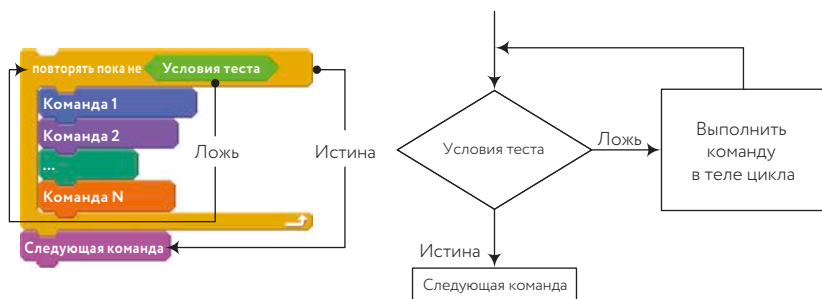 повторять пока не Условия теста
Команда 1
Команда 2
...
Команда N
Следующая команда
Ложь
Истина
Условия теста
Ложь
Выполнить
команду
в теле цикла
Истина
Следующая команда